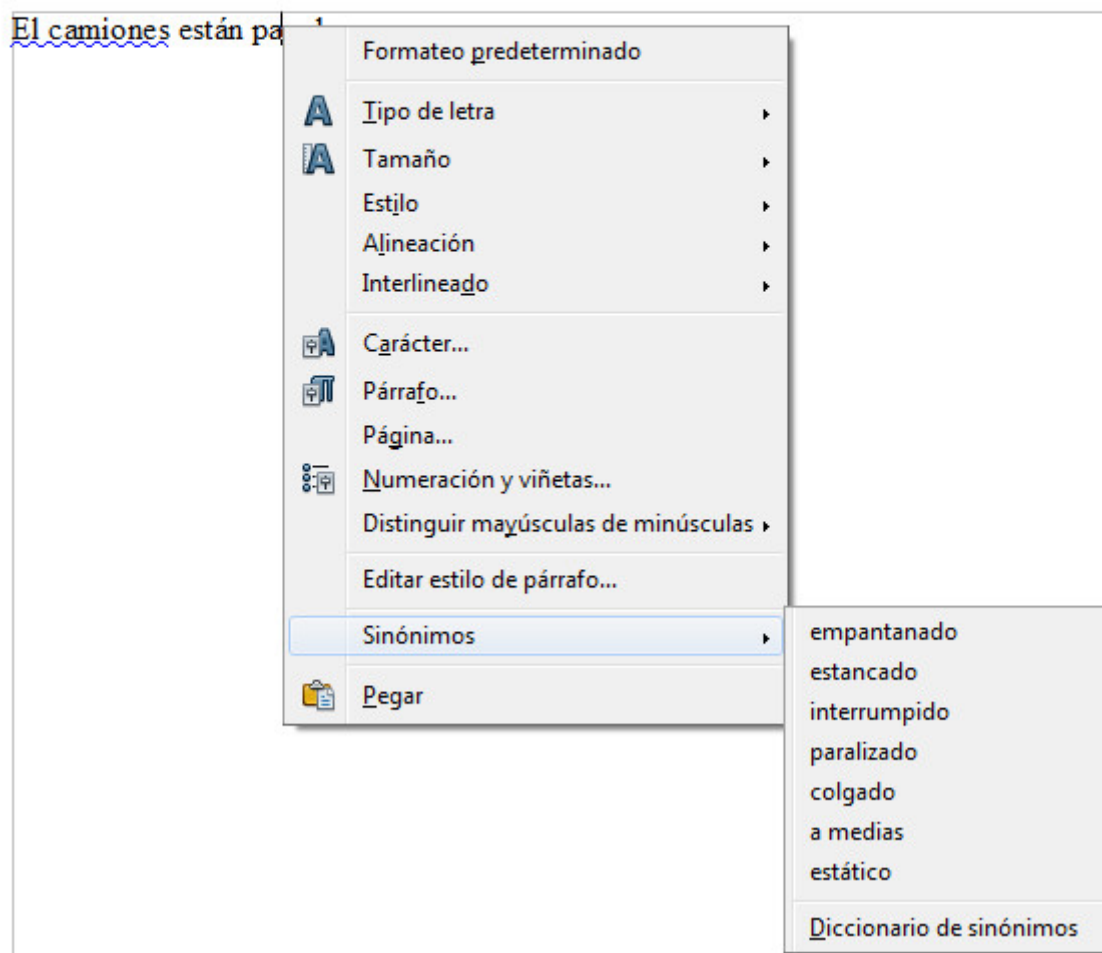 El camiones están pa
Formateo predeterminado
Tipo de letra
Tamaño
Estilo
Alineación
Interlineado
Carácter...
Párrafo...
Página...
Numeración y viñetas...
Distinguir mayúsculas de minúsculas
Editar estilo de párrafo...
Sinónimos
Pegar
empantanado
estancado
interrumpido
paralizado
colgado
a medias
estático
Diccionario de sinónimos